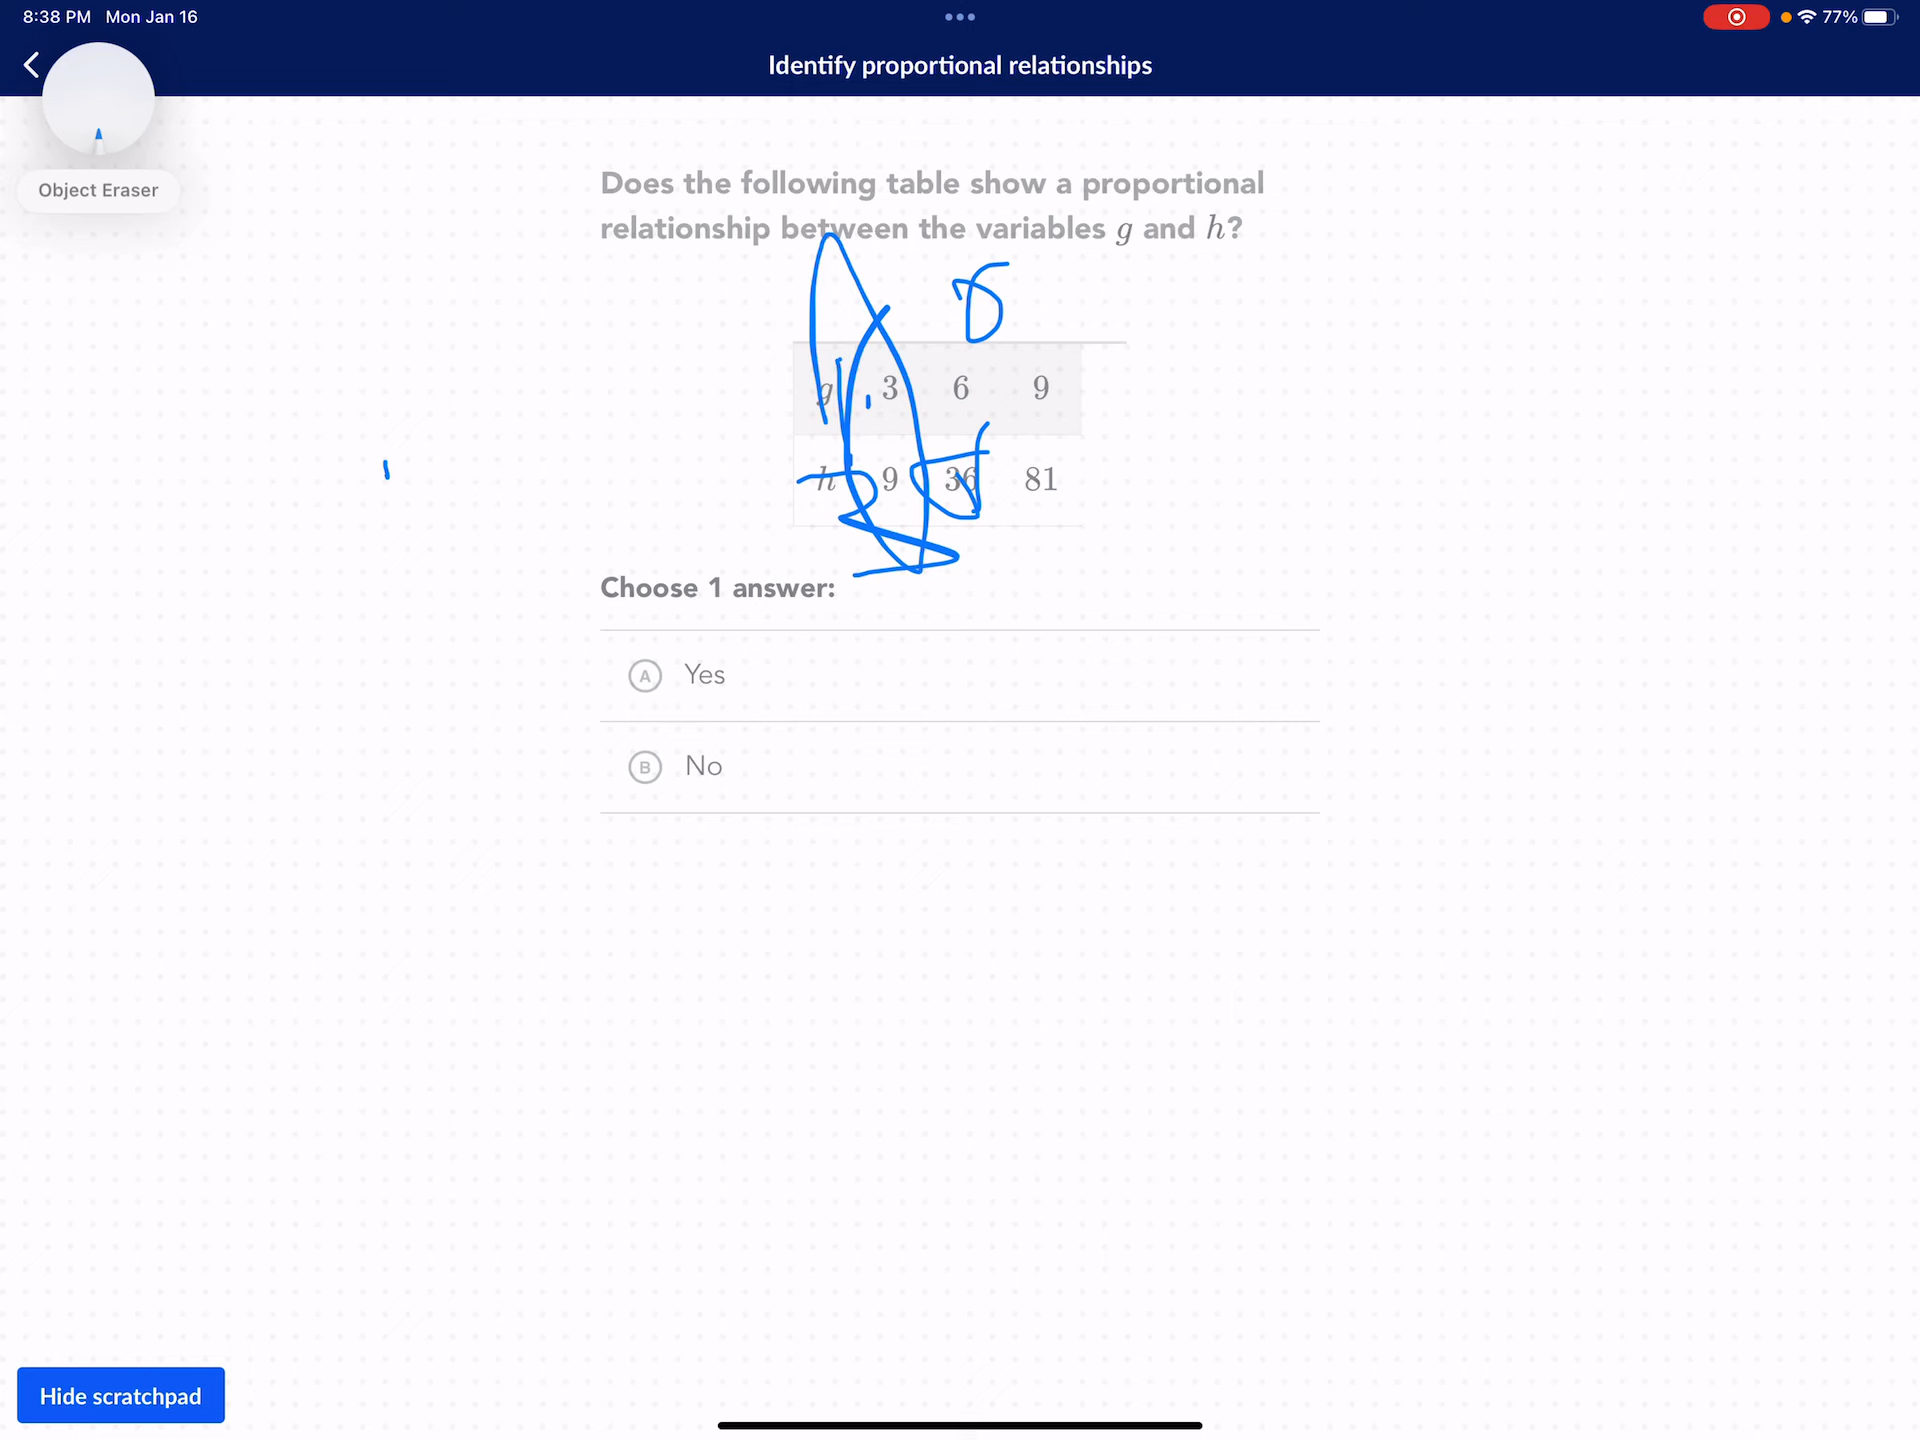 8:38 PM Mon Jan 16
77%
Identify proportional relationships
Object Eraser
Does the following table show a proportional
relationship between the variables g and h?
g 3 6 9
h 9 36 81
Choose 1 answer:
A Yes
B No
Hide scratchpad